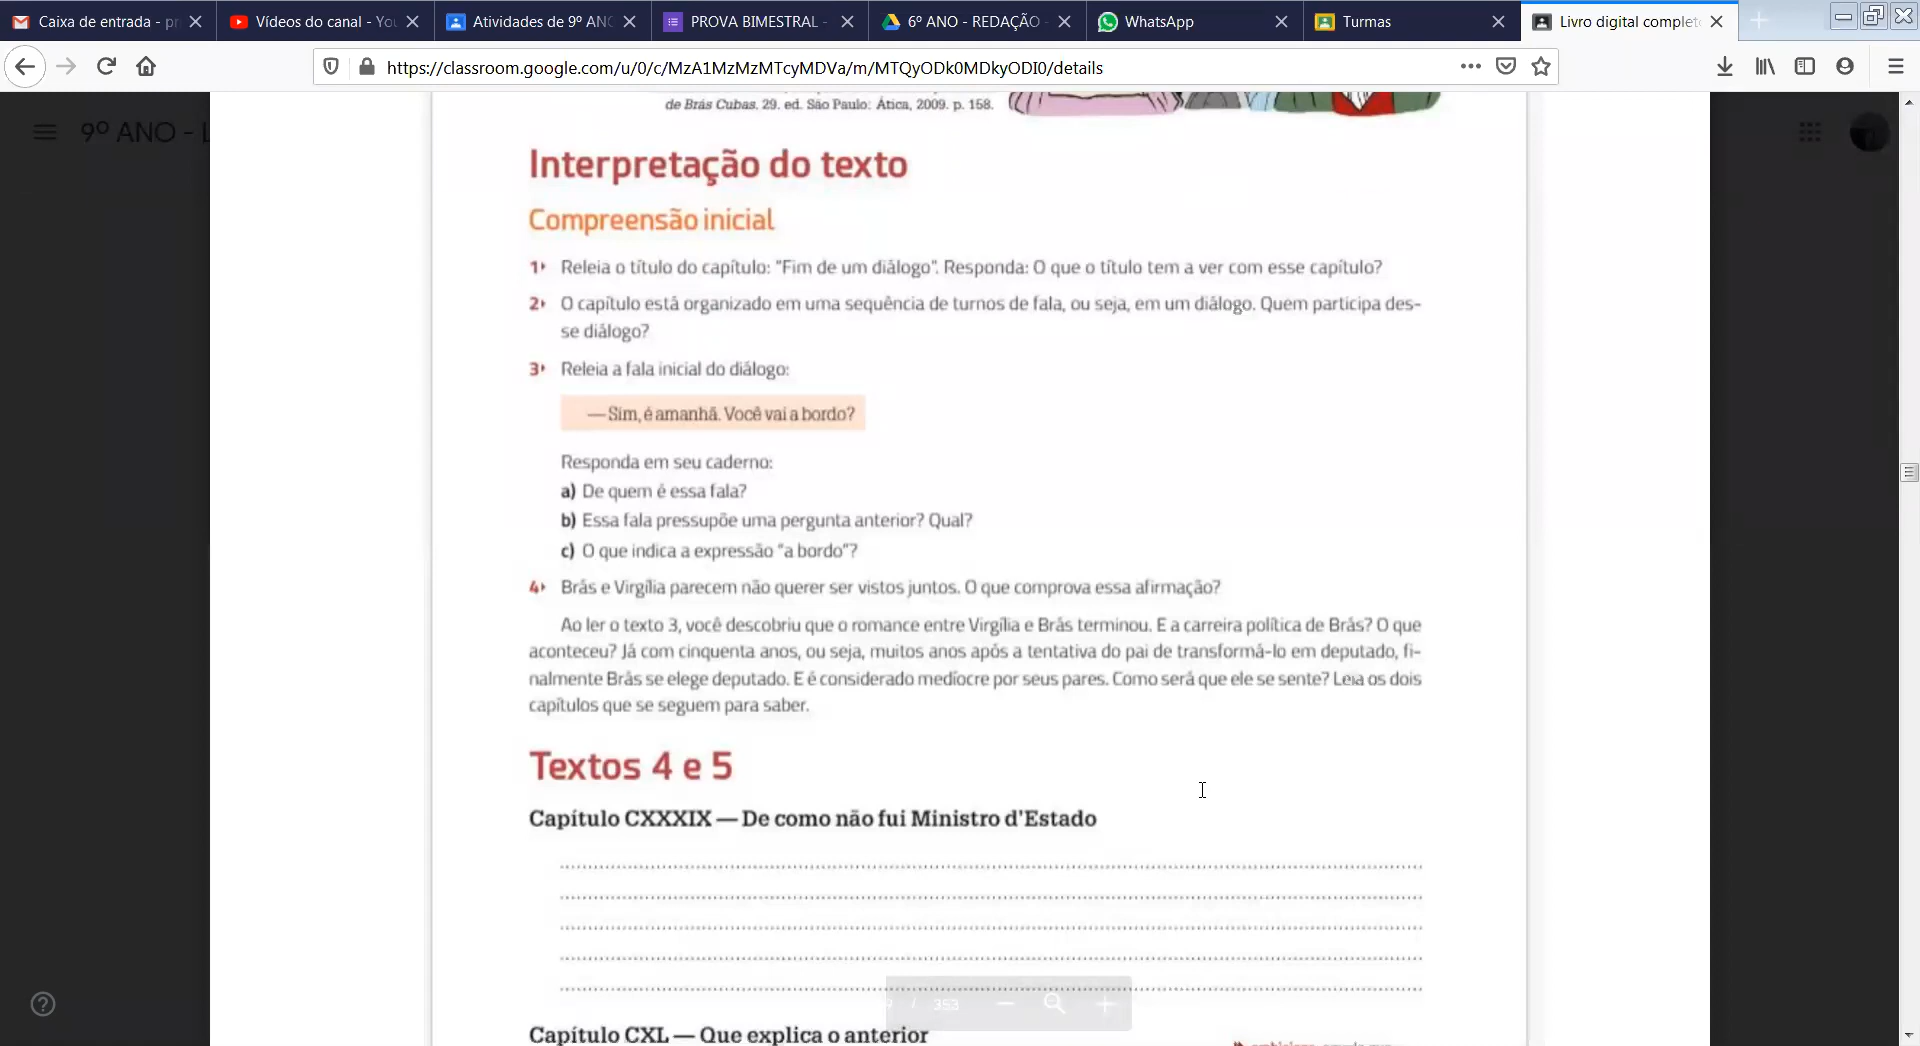 Caixa de entrada - pr
Vídeos do canal - You
Atividades de 9º ANO
PROVA BIMESTRAL -
6º ANO - REDAÇÃO -
WhatsApp
Turmas
Livro digital complet
https://classroom.google.com/u/0/c/MzA1MzMzMTcyMDVa/m/MTQyODk0MDkyODI0/details
9º ANO - L
de Brás Cubas. 29. ed. São Paulo: Ática, 2009. p. 158.
Interpretação do texto
Compreensão inicial
1 Releia o título do capítulo: "Fim de um diálogo". Responda: O que o título tem a ver com esse capítulo?
2 O capítulo está organizado em uma sequência de turnos de fala, ou seja, em um diálogo. Quem participa des-
se diálogo?
3 Releia a fala inicial do diálogo:
— Sim, é amanhã. Você vai a bordo?
Responda em seu caderno:
a) De quem é essa fala?
b) Essa fala pressupõe uma pergunta anterior? Qual?
c) O que indica a expressão "a bordo"?
4 Brás e Virgília parecem não querer ser vistos juntos. O que comprova essa afirmação?
Ao ler o texto 3, você descobriu que o romance entre Virgília e Brás terminou. E a carreira política de Brás? O que
aconteceu? Já com cinquenta anos, ou seja, muitos anos após a tentativa do pai de transformá-lo em deputado, fi-
nalmente Brás se elege deputado. E é considerado medíocre por seus pares. Como será que ele se sente? Leia os dois
capítulos que se seguem para saber.
Textos 4 e 5
Capítulo CXXXIX — De como não fui Ministro d'Estado
/ 353
Capítulo CXL — Que explica o anterior